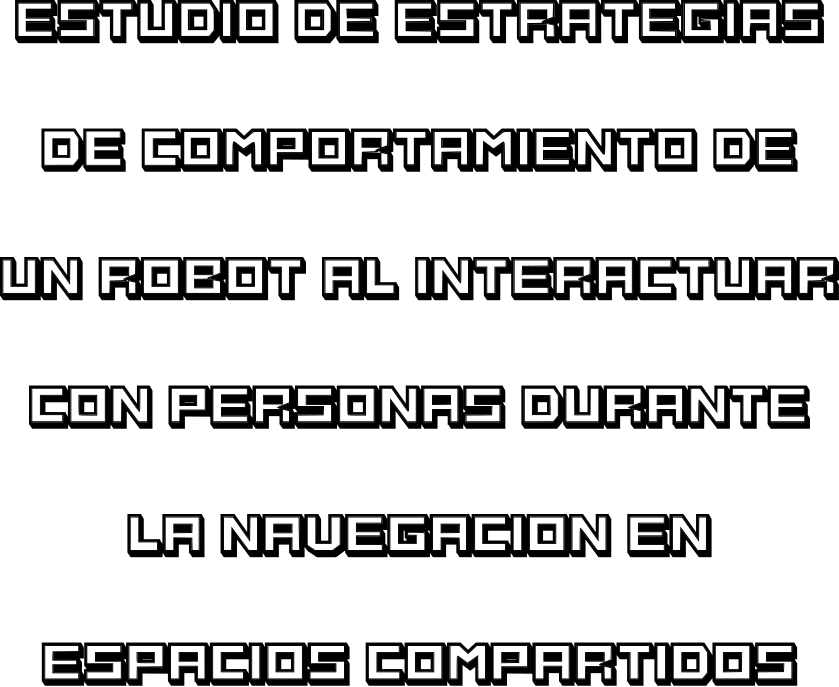 ESTUDIO DE ESTRATEGIAS
DE COMPORTAMIENTO DE
UN ROBOT AL INTERACTUAR
CON PERSONAS DURANTE
LA NAVEGACION EN
ESPACIOS COMPARTIDOS